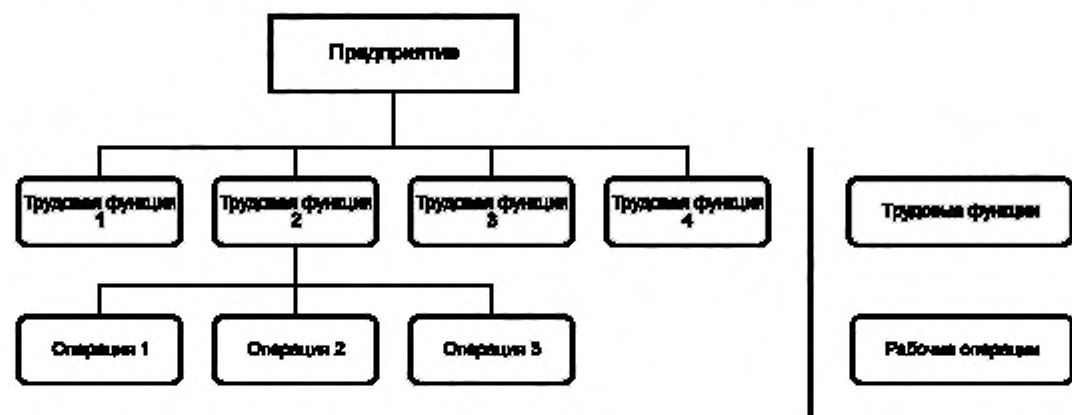 Предприятие
Трудовая функция
1
Трудовая функция
2
Трудовая функция
3
Трудовая функция
4
Трудовые функции
Операция 1
Операция 2
Операция 3
Рабочие операции